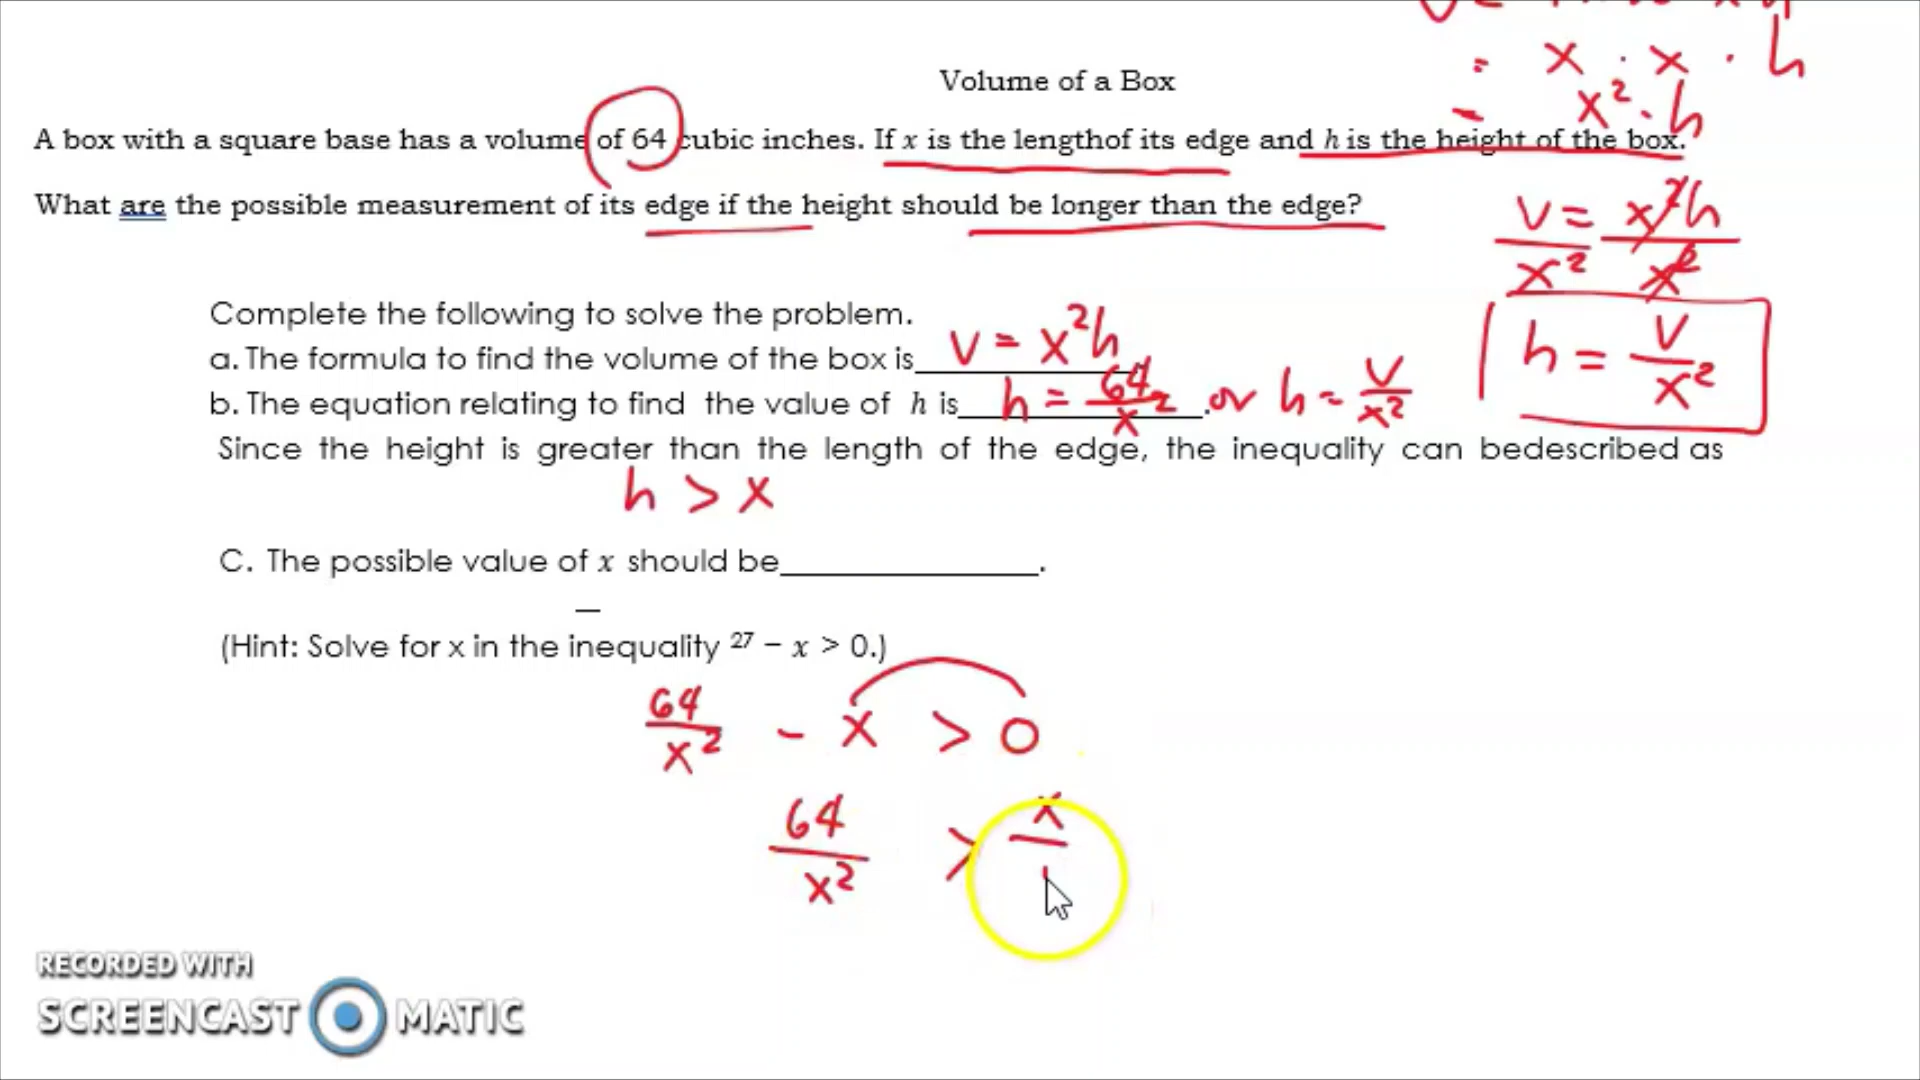 = x · x · h
= x² · h
Volume of a Box
A box with a square base has a volume of 64 cubic inches. If x is the lengthof its edge and h is the height of the box.
What are the possible measurement of its edge if the height should be longer than the edge?
V = x²h
x² x²
h = V/x²
Complete the following to solve the problem.
a. The formula to find the volume of the box is V = x²h
b. The equation relating to find the value of h is h = 64/x². or h = V/x²
Since the height is greater than the length of the edge, the inequality can bedescribed as
h > x
C. The possible value of x should be______________.
(Hint: Solve for x in the inequality ²⁷ − x > 0.)
64/x² - x > 0
64/x² > x
RECORDED WITH
SCREENCAST MATIC